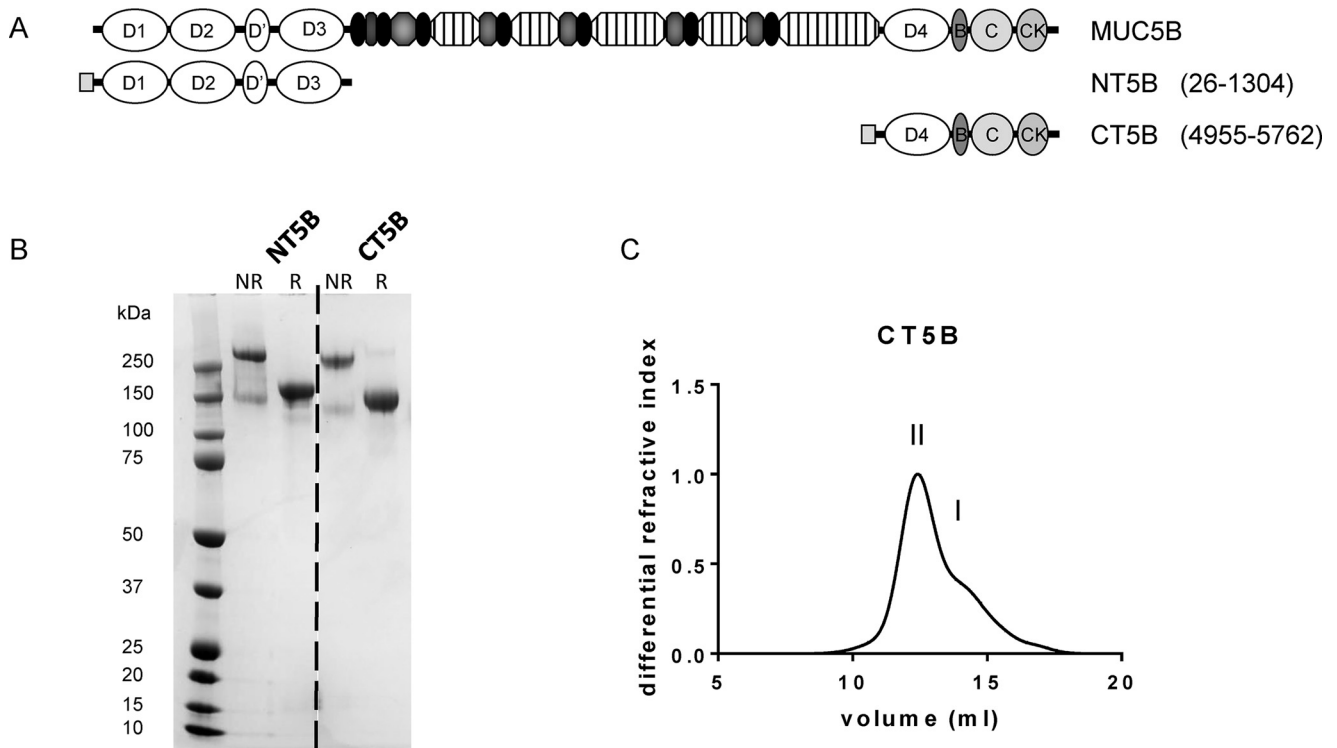 A D1 D2 D' D3 D4 B C CK MUC5B
D1 D2 D' D3 NT5B (26-1304)
D4 B C CK CT5B (4955-5762)
B
NT5B CT5B
NR R NR R
kDa
250
150
100
75
50
37
25
20
15
10
C
CT5B
differential refractive index
1.5
1.0
0.5
0.0
II
I
5 10 15 20
volume (ml)